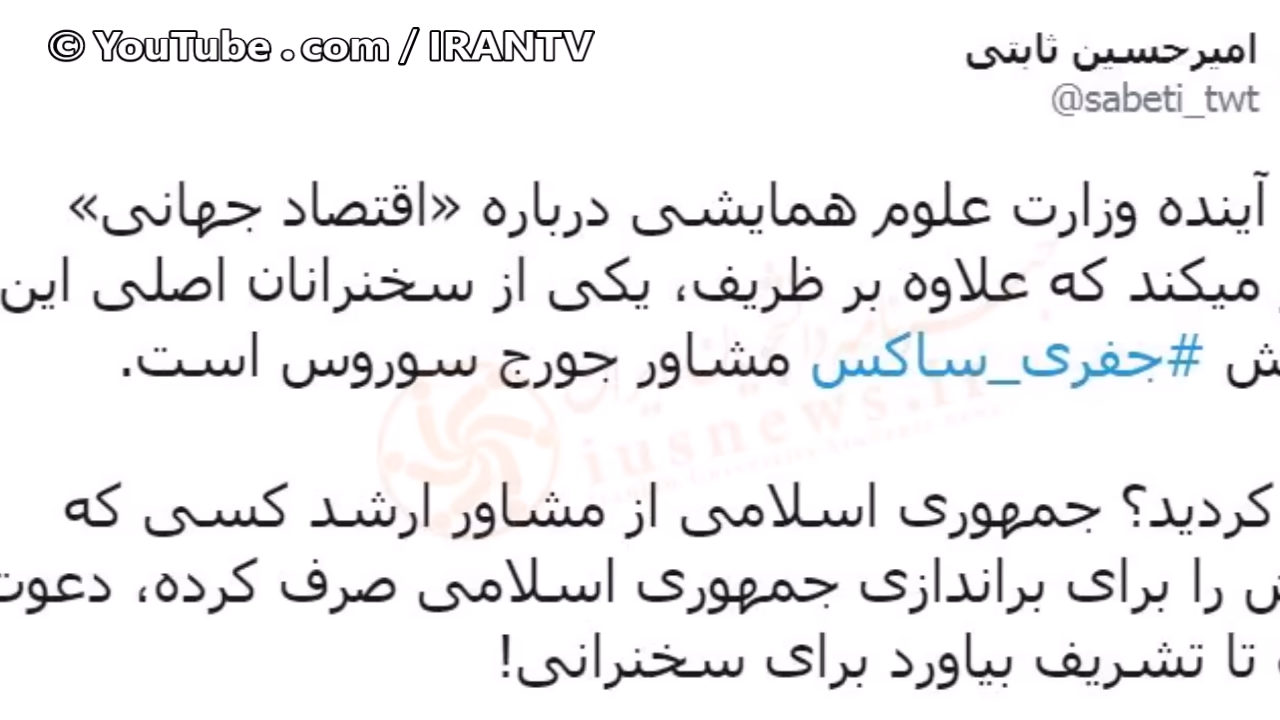 © YouTube.com / IRANTV
امیرحسین ثابتی
@sabeti_twt
آینده وزارت علوم همایشی درباره «اقتصاد جهانی»
میکند که علاوه بر ظریف، یکی از سخنرانان اصلی این
#جفری_ساکس مشاور جورج سوروس است.
کردید؟ جمهوری اسلامی از مشاور ارشد کسی که
را برای براندازی جمهوری اسلامی صرف کرده، دعوت
تا تشریف بیاورد برای سخنرانی!
iusnews.ir